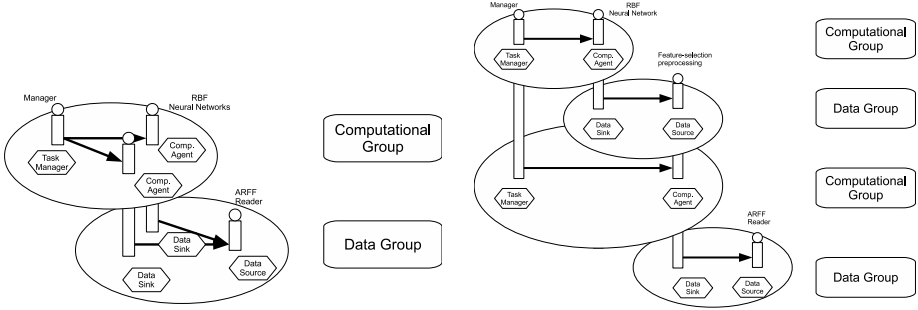 Manager
RBF
Neural Networks
Task
Manager
Comp.
Agent
Comp.
Agent
Computational
Group
ARFF
Reader
Data
Sink
Data
Sink
Data
Source
Data Group
Manager
RBF
Neural Network
Task
Manager
Comp.
Agent
Computational
Group
Feature-selection
preprocessing
Data
Sink
Data
Source
Data Group
Task
Manager
Comp.
Agent
Computational
Group
ARFF
Reader
Data
Sink
Data
Source
Data Group